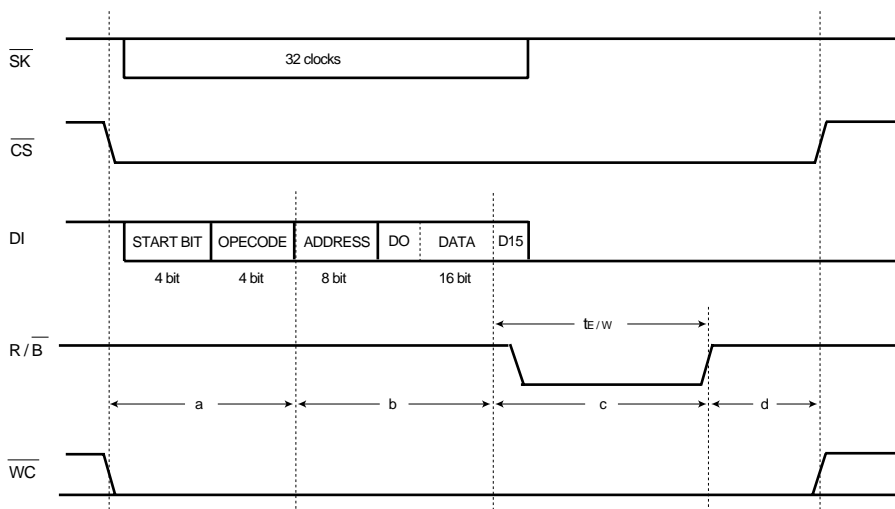 SK
32 clocks
CS
DI
START BIT OPECODE ADDRESS DO DATA D15
4 bit 4 bit 8 bit 16 bit
tE / W
R / B
a b c d
WC